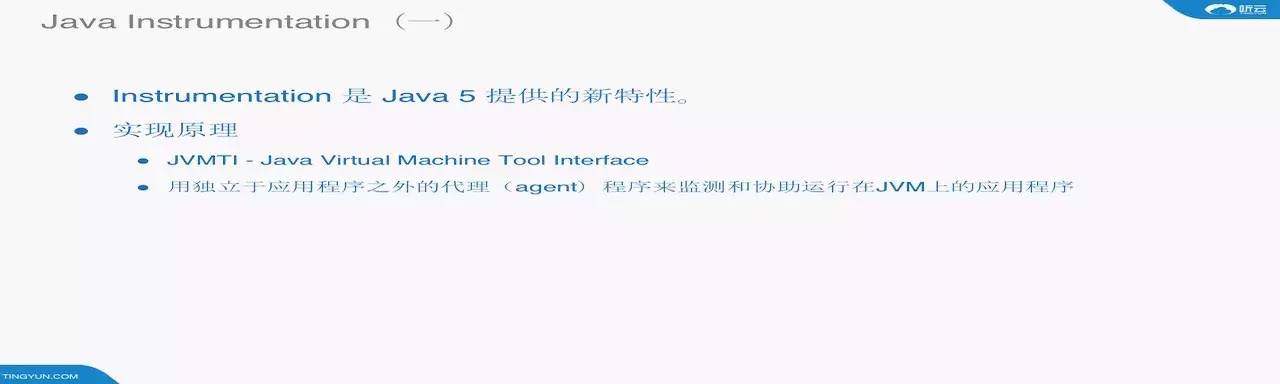 Java Instrumentation （一）
听云
Instrumentation 是 Java 5 提供的新特性。
实现原理
JVMTI - Java Virtual Machine Tool Interface
用独立于应用程序之外的代理（agent）程序来监测和协助运行在JVM上的应用程序
TINGYUN.COM